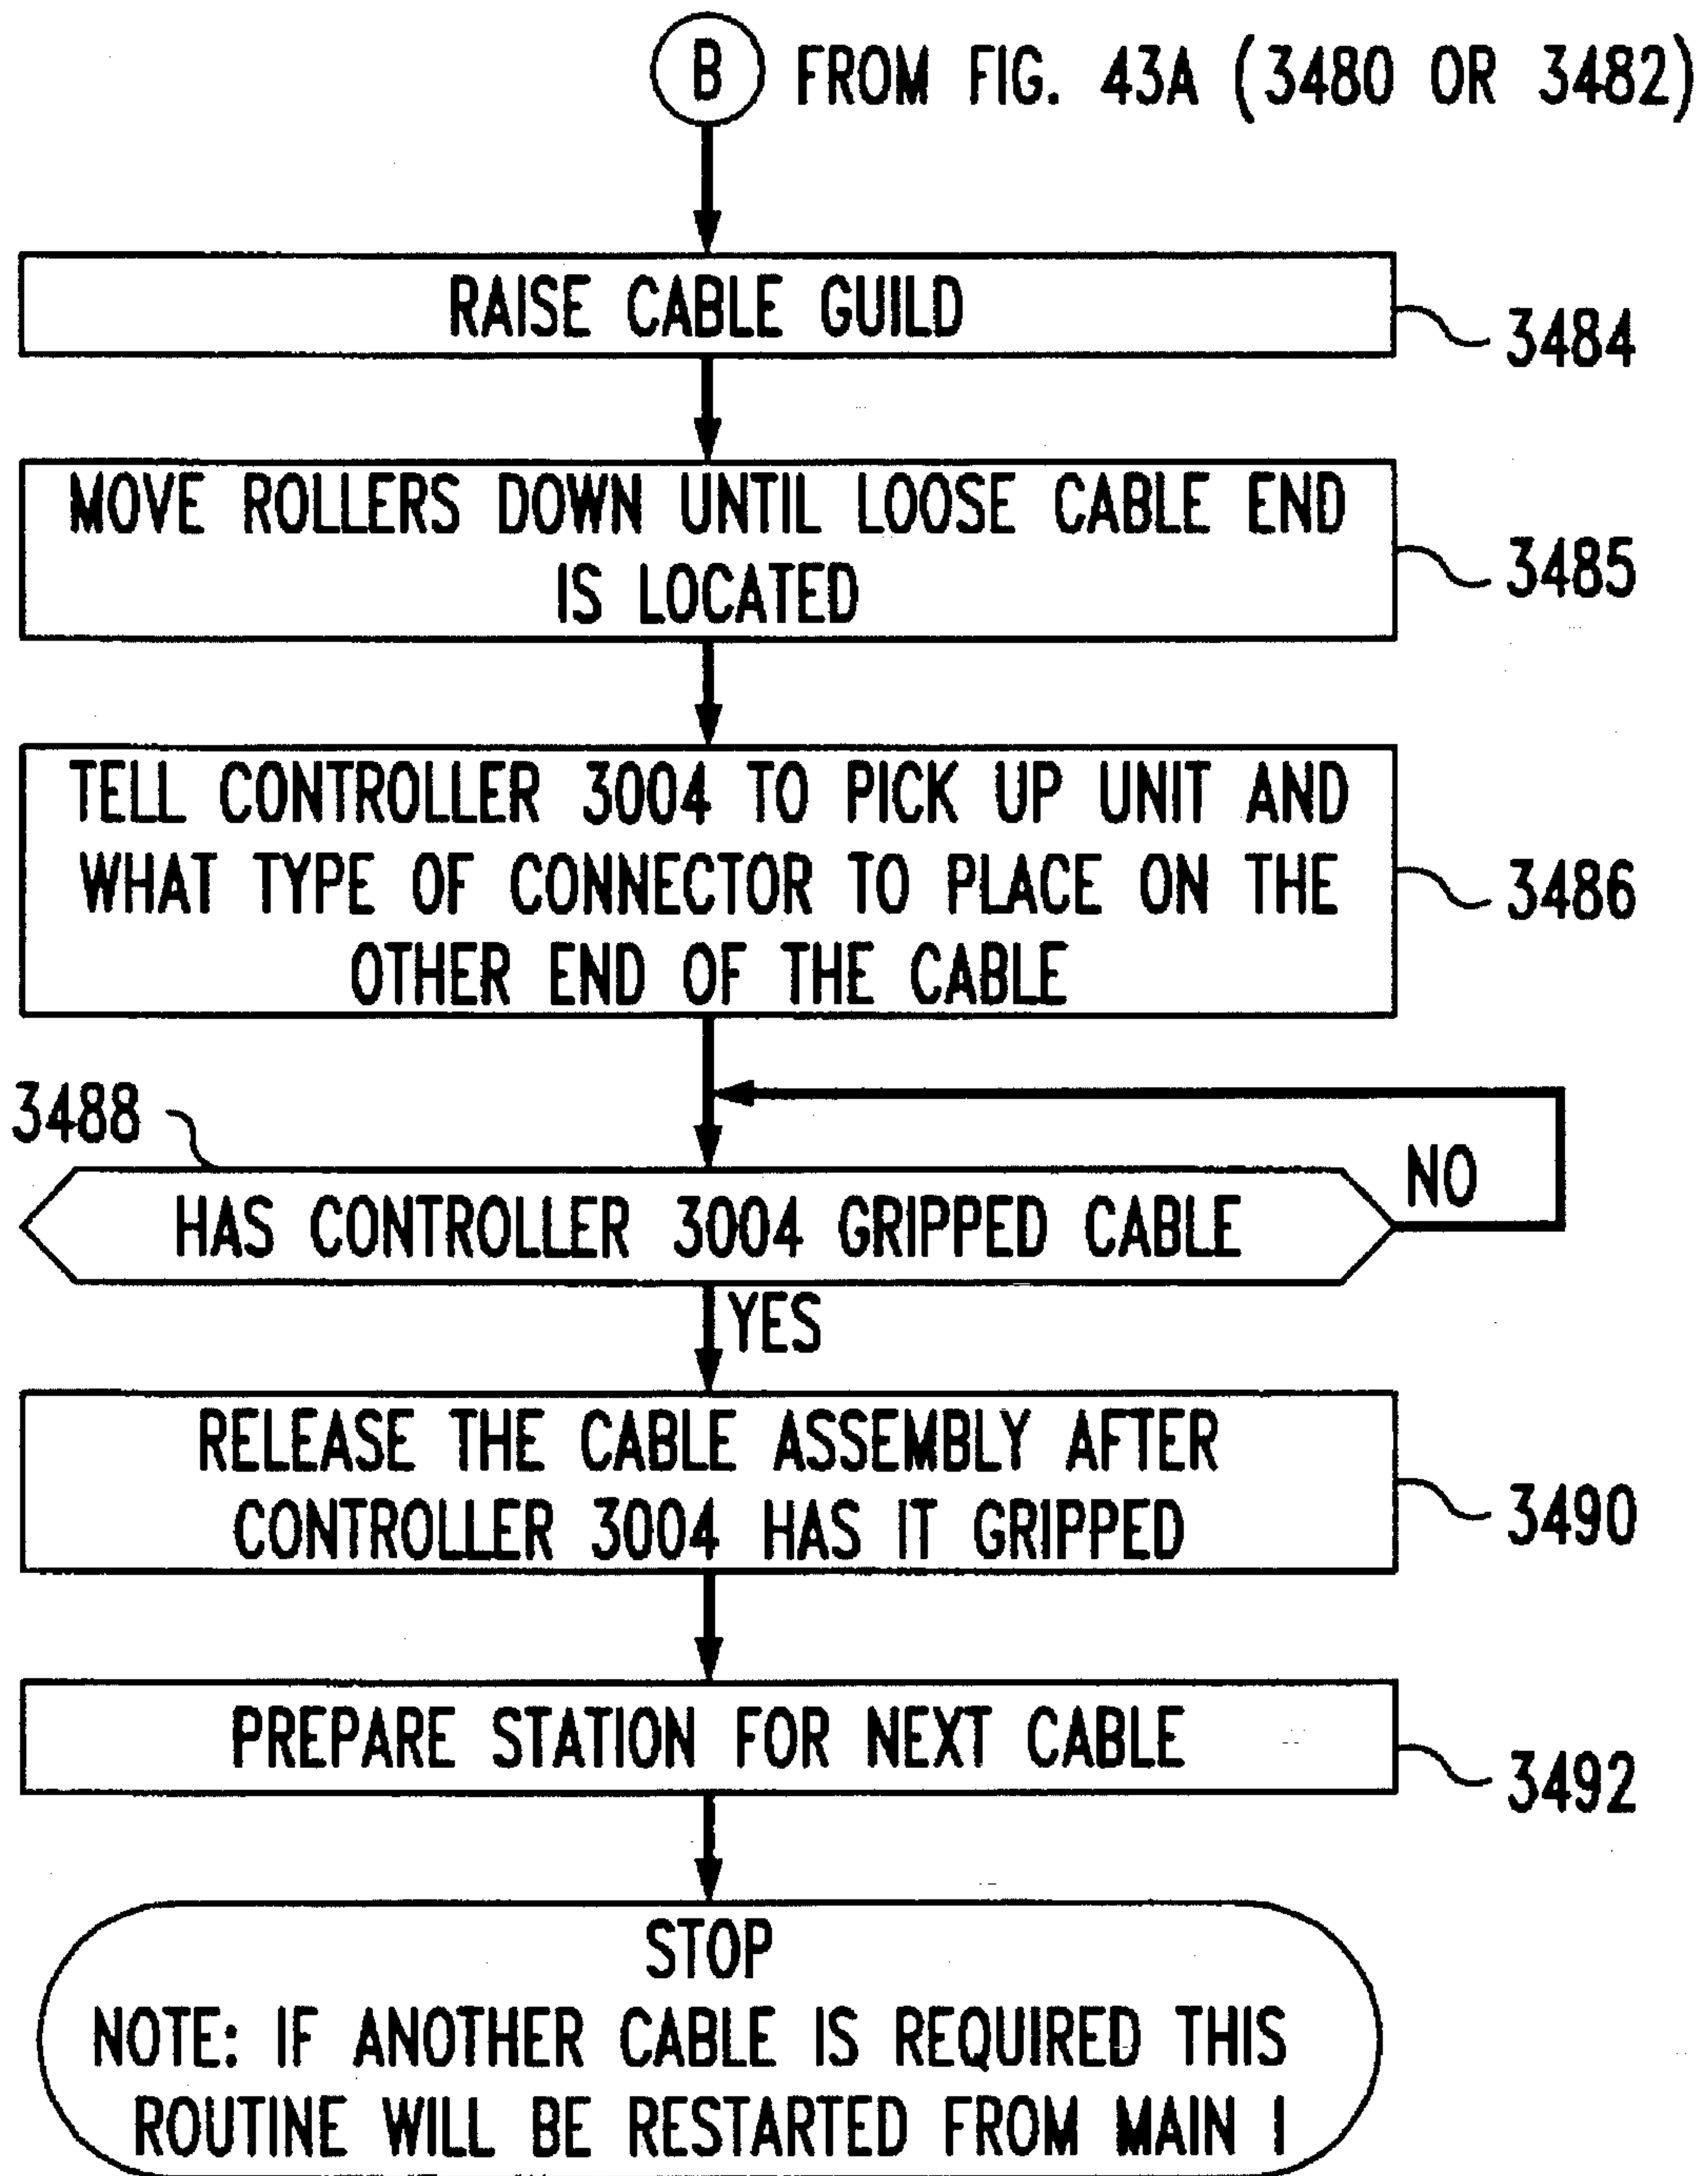 B FROM FIG. 43A (3480 OR 3482)
RAISE CABLE GUILD
3484
MOVE ROLLERS DOWN UNTIL LOOSE CABLE END
IS LOCATED
3485
TELL CONTROLLER 3004 TO PICK UP UNIT AND
WHAT TYPE OF CONNECTOR TO PLACE ON THE
OTHER END OF THE CABLE
3486
3488
NO
HAS CONTROLLER 3004 GRIPPED CABLE
YES
RELEASE THE CABLE ASSEMBLY AFTER
CONTROLLER 3004 HAS IT GRIPPED
3490
PREPARE STATION FOR NEXT CABLE
3492
STOP
NOTE: IF ANOTHER CABLE IS REQUIRED THIS
ROUTINE WILL BE RESTARTED FROM MAIN I